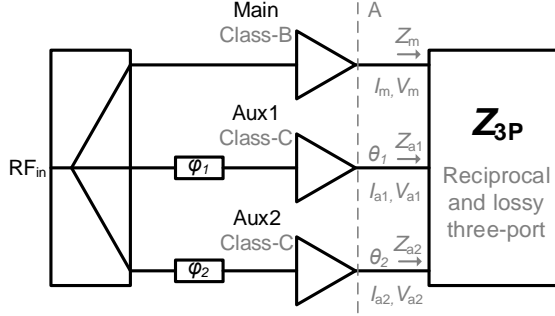 Main
Class-B
A
Z_m
I_m, V_m
Aux1
Class-C
φ_1
θ_1
Z_a1
I_a1, V_a1
RF_in
Aux2
Class-C
φ_2
θ_2
Z_a2
I_a2, V_a2
Z_3P
Reciprocal
and lossy
three-port